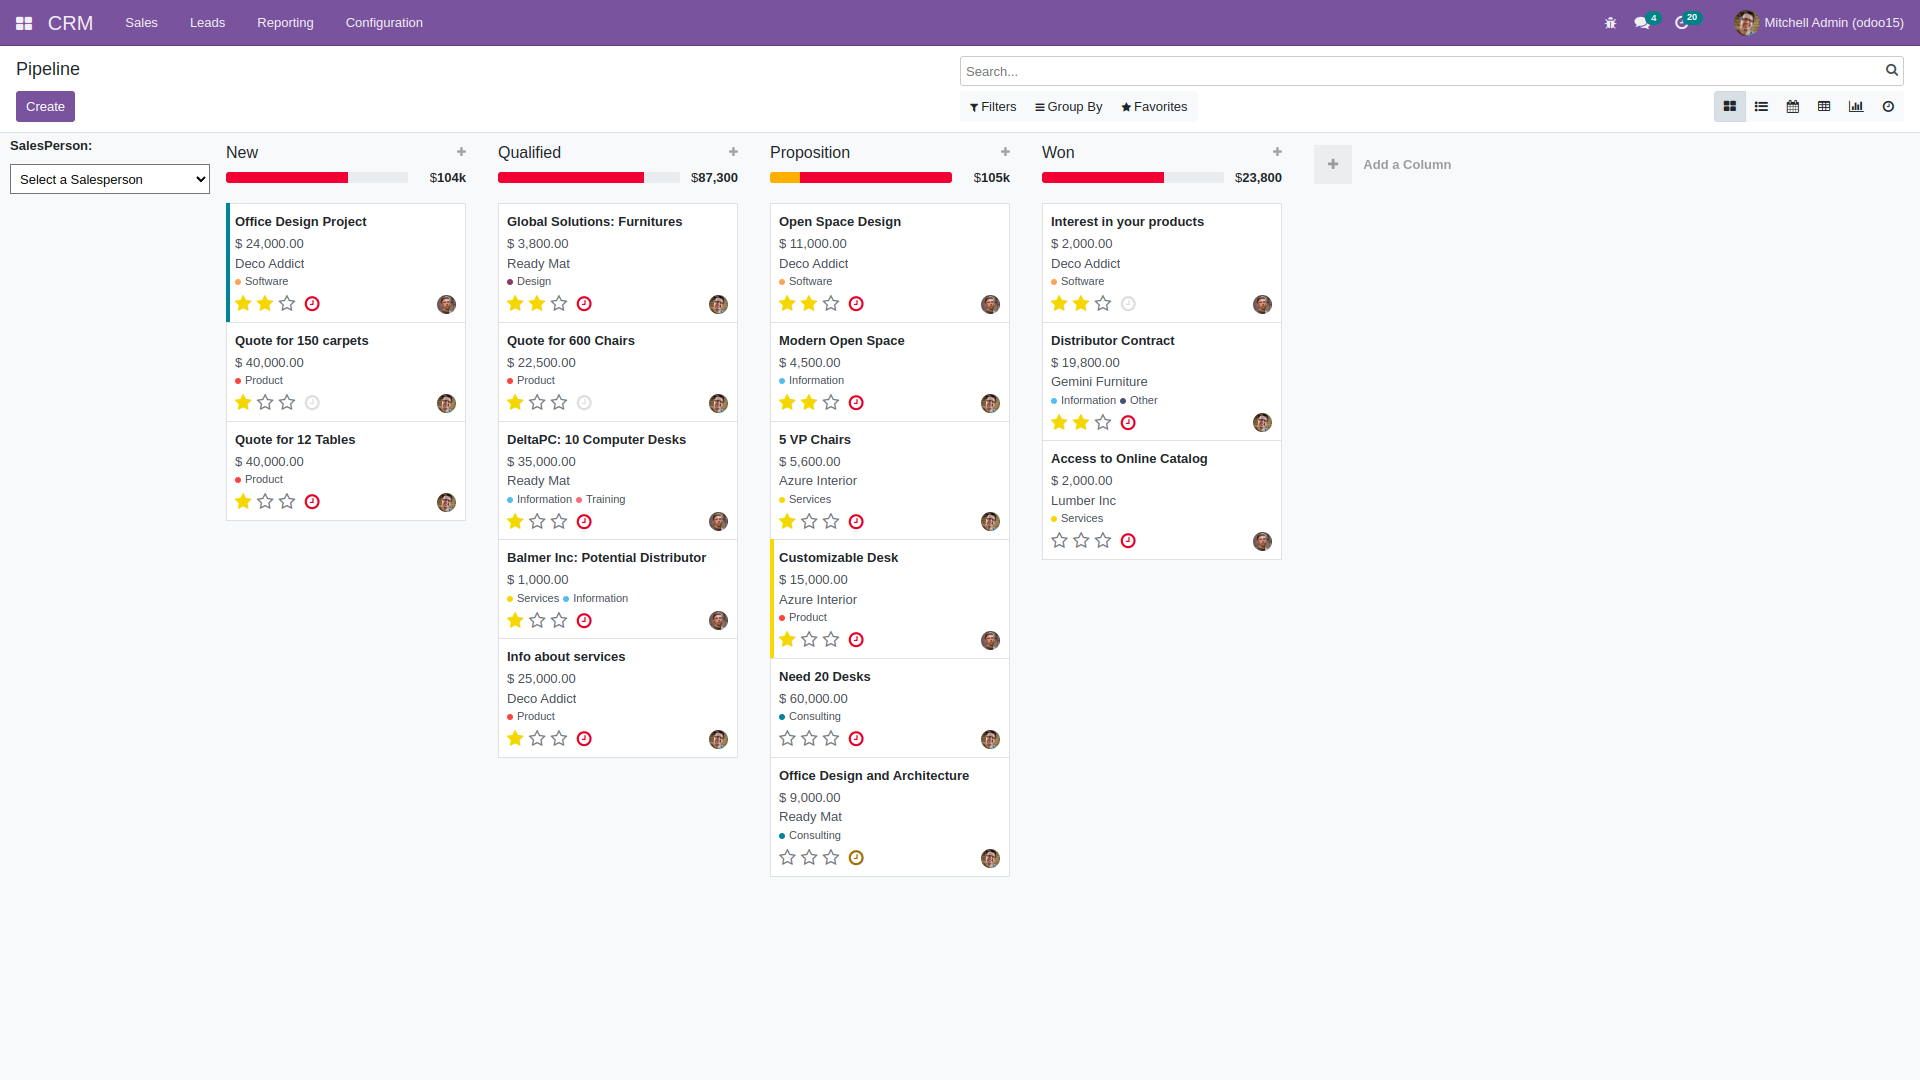 CRM
Sales
Leads
Reporting
Configuration
4
20
Mitchell Admin (odoo15)
Pipeline
Search...
Create
Filters
Group By
Favorites
SalesPerson:
Select a Salesperson
New
$104k
Office Design Project
$ 24,000.00
Deco Addict
Software
Quote for 150 carpets
$ 40,000.00
Product
Quote for 12 Tables
$ 40,000.00
Product
Qualified
$87,300
Global Solutions: Furnitures
$ 3,800.00
Ready Mat
Design
Quote for 600 Chairs
$ 22,500.00
Product
DeltaPC: 10 Computer Desks
$ 35,000.00
Ready Mat
Information Training
Balmer Inc: Potential Distributor
$ 1,000.00
Services Information
Info about services
$ 25,000.00
Deco Addict
Product
Proposition
$105k
Open Space Design
$ 11,000.00
Deco Addict
Software
Modern Open Space
$ 4,500.00
Information
5 VP Chairs
$ 5,600.00
Azure Interior
Services
Customizable Desk
$ 15,000.00
Azure Interior
Product
Need 20 Desks
$ 60,000.00
Consulting
Office Design and Architecture
$ 9,000.00
Ready Mat
Consulting
Won
$23,800
Interest in your products
$ 2,000.00
Deco Addict
Software
Distributor Contract
$ 19,800.00
Gemini Furniture
Information Other
Access to Online Catalog
$ 2,000.00
Lumber Inc
Services
Add a Column